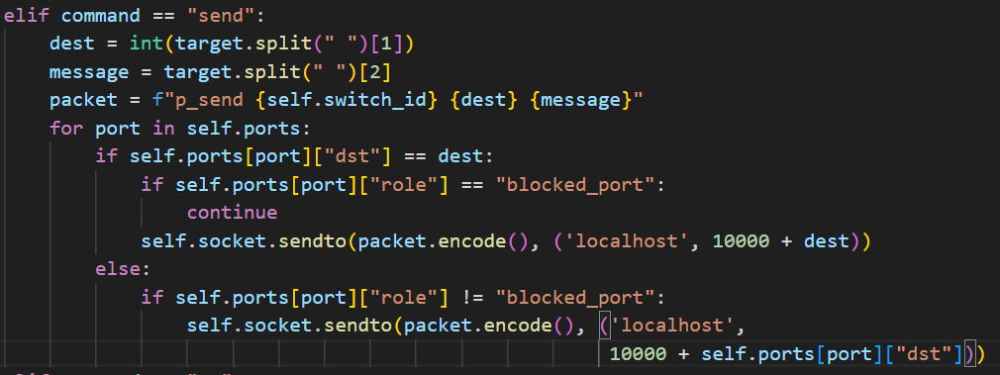 elif command == "send":
    dest = int(target.split(" ")[1])
    message = target.split(" ")[2]
    packet = f"p_send {self.switch_id} {dest} {message}"
    for port in self.ports:
        if self.ports[port]["dst"] == dest:
            if self.ports[port]["role"] == "blocked_port":
                continue
            self.socket.sendto(packet.encode(), ('localhost', 10000 + dest))
        else:
            if self.ports[port]["role"] != "blocked_port":
                self.socket.sendto(packet.encode(), ('localhost',
                                                     10000 + self.ports[port]["dst"]))